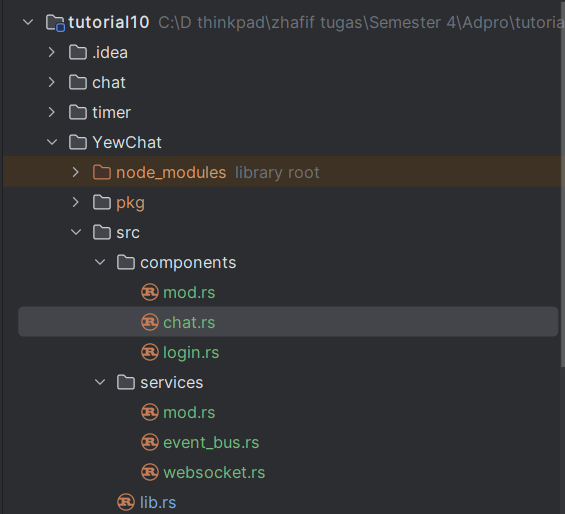 tutorial10 C:\D thinkpad\zhafif tugas\Semester 4\Adpro\tutoria
.idea
chat
timer
YewChat
node_modules library root
pkg
src
components
mod.rs
chat.rs
login.rs
services
mod.rs
event_bus.rs
websocket.rs
lib.rs